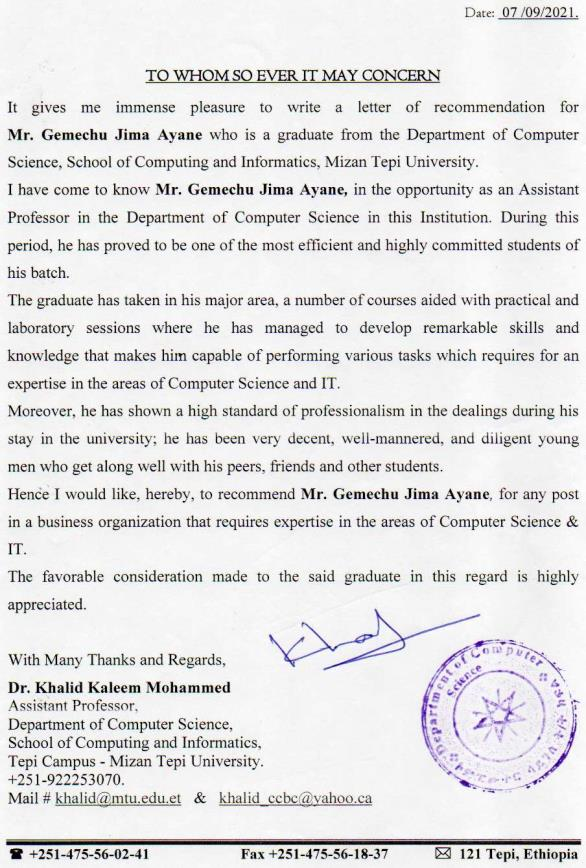 Date: 07 /09/2021.
TO WHOM SO EVER IT MAY CONCERN
It gives me immense pleasure to write a letter of recommendation for
Mr. Gemechu Jima Ayane who is a graduate from the Department of Computer
Science, School of Computing and Informatics, Mizan Tepi University.
I have come to know Mr. Gemechu Jima Ayane, in the opportunity as an Assistant
Professor in the Department of Computer Science in this Institution. During this
period, he has proved to be one of the most efficient and highly committed students of
his batch.
The graduate has taken in his major area, a number of courses aided with practical and
laboratory sessions where he has managed to develop remarkable skills and
knowledge that makes him capable of performing various tasks which requires for an
expertise in the areas of Computer Science and IT.
Moreover, he has shown a high standard of professionalism in the dealings during his
stay in the university; he has been very decent, well-mannered, and diligent young
men who get along well with his peers, friends and other students.
Hence I would like, hereby, to recommend Mr. Gemechu Jima Ayane, for any post
in a business organization that requires expertise in the areas of Computer Science &
IT.
The favorable consideration made to the said graduate in this regard is highly
appreciated.
With Many Thanks and Regards,
Dr. Khalid Kaleem Mohammed
Assistant Professor,
Department of Computer Science,
School of Computing and Informatics,
Tepi Campus - Mizan Tepi University.
+251-922253070.
Mail # khalid@mtu.edu.et & khalid_ccbc@yahoo.ca
Department of Computer
Science
☎ +251-475-56-02-41 Fax +251-475-56-18-37 ✉ 121 Tepi, Ethiopia